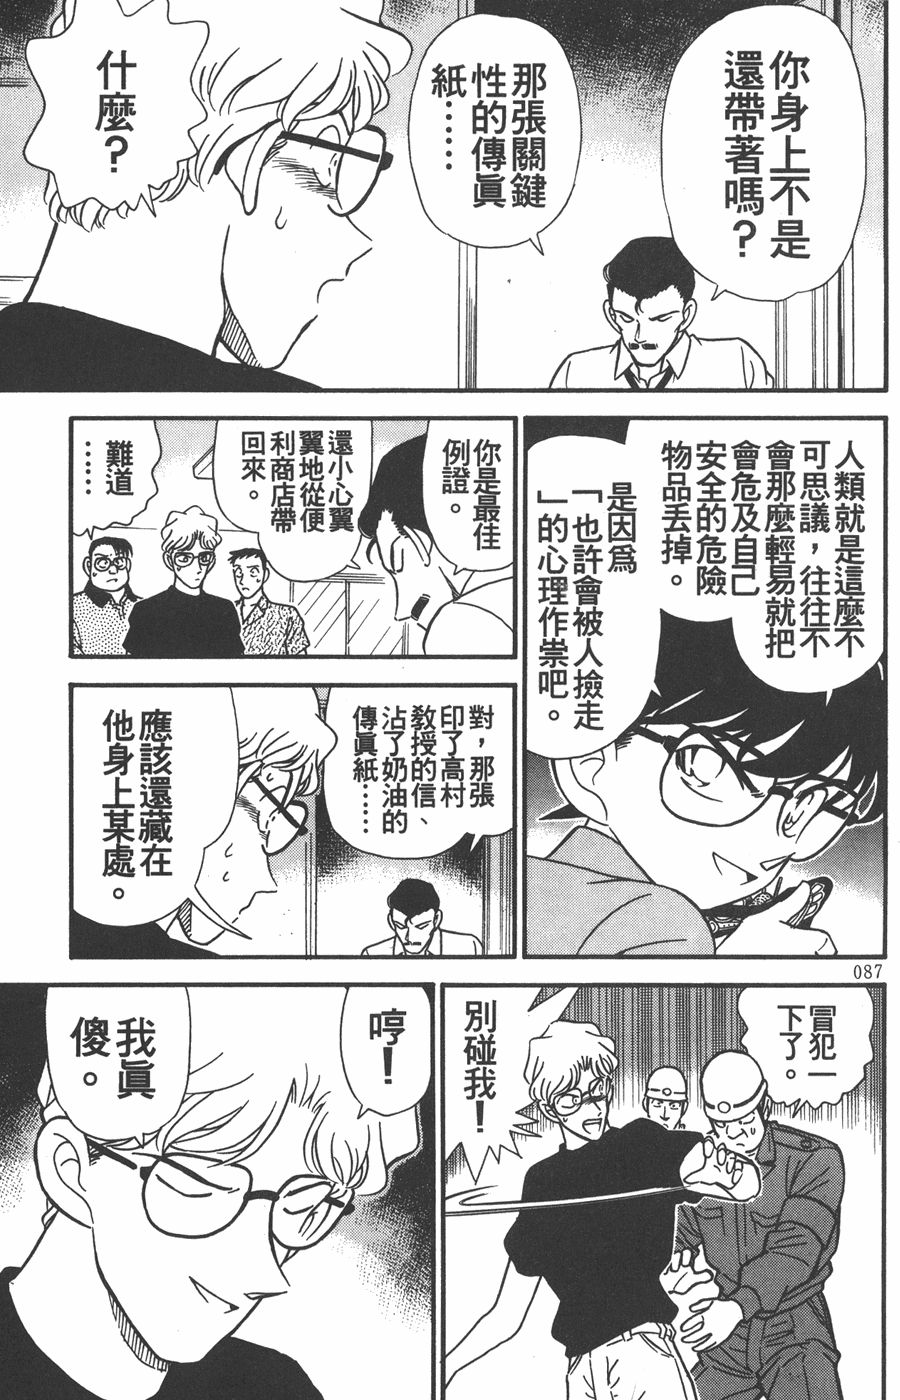 你身上不是
還帶著嗎？
那張關鍵
性的傳眞
紙……
什麼？
人類就是這麼不
可思議，往往不
會那麼輕易就把
會危及自己
安全的危險
物品丟掉。
是因爲
「也許會被人撿走
」的心理作祟吧。
你是最佳
例證。
還小心翼
翼地從便
利商店帶
回來。
難道
……
對，那張
印了高村
教授的信、
沾了奶油的
傳眞紙……
應該還藏在
他身上某處。
087
冒犯一
下了。
別碰我！
哼！
我眞
傻。